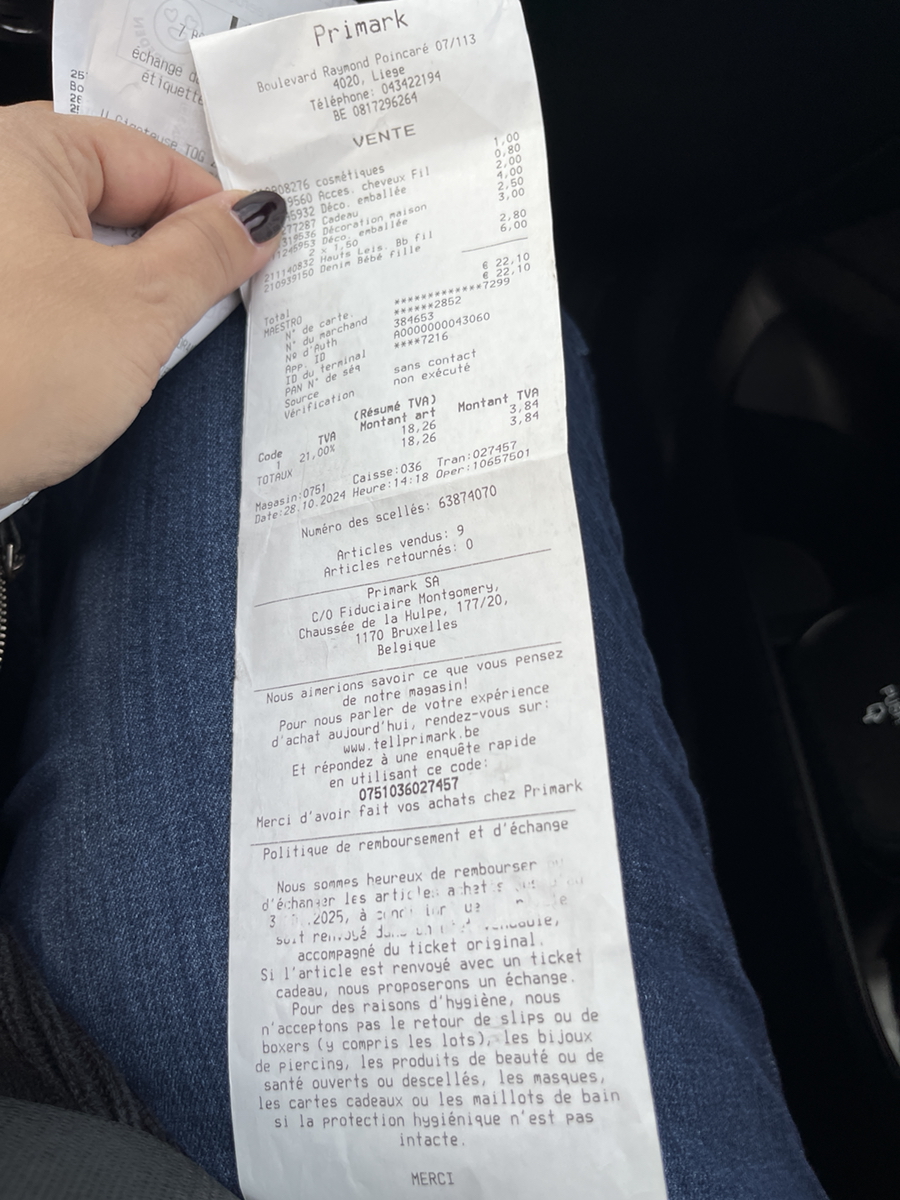 échange
étiquette
Primark
Boulevard Raymond Poincaré 07/113
4020, Liege
Téléphone: 043422194
BE 0817296264
VENTE
cosmétiques 1,00
Acces. cheveux Fil 0,80
Déco. emballée 2,00
Cadeau 4,00
Décoration maison 2,50
Déco. emballée 3,00
2 x 1,50
211140832 Hauts Leis. Bb fil 2,80
210939150 Denim Bébé fille 6,00
Total € 22,10
MAESTRO € 22,10
N° de carte. *************7299
N° du marchand ******2852
Nº d'Auth 384653
App. ID A0000000043060
ID du terminal ****7216
PAN N° de séq
Source sans contact
Vérification non exécuté
(Résumé TVA)
Code TVA Montant art Montant TVA
1 21,00% 18,26 3,84
TOTAUX 18,26 3,84
Magasin:0751 Caisse:036 Tran:027457
Date:28.10.2024 Heure:14:18 Oper:10657501
Numéro des scellés: 63874070
Articles vendus: 9
Articles retournés: 0
Primark SA
C/O Fiduciaire Montgomery,
Chaussée de la Hulpe, 177/20,
1170 Bruxelles
Belgique
Nous aimerions savoir ce que vous pensez
de notre magasin!
Pour nous parler de votre expérience
d'achat aujourd'hui, rendez-vous sur:
www.tellprimark.be
Et répondez à une enquête rapide
en utilisant ce code:
0751036027457
Merci d'avoir fait vos achats chez Primark
Politique de remboursement et d'échange
Nous sommes heureux de rembourser
d'échanger les articles
2025, à
soit
accompagné du ticket original.
Si l'article est renvoyé avec un ticket
cadeau, nous proposerons un échange.
Pour des raisons d'hygiène, nous
n'acceptons pas le retour de slips ou de
boxers (y compris les lots), les bijoux
de piercing, les produits de beauté ou de
santé ouverts ou descellés, les masques,
les cartes cadeaux ou les maillots de bain
si la protection hygiénique n'est pas
intacte.
MERCI